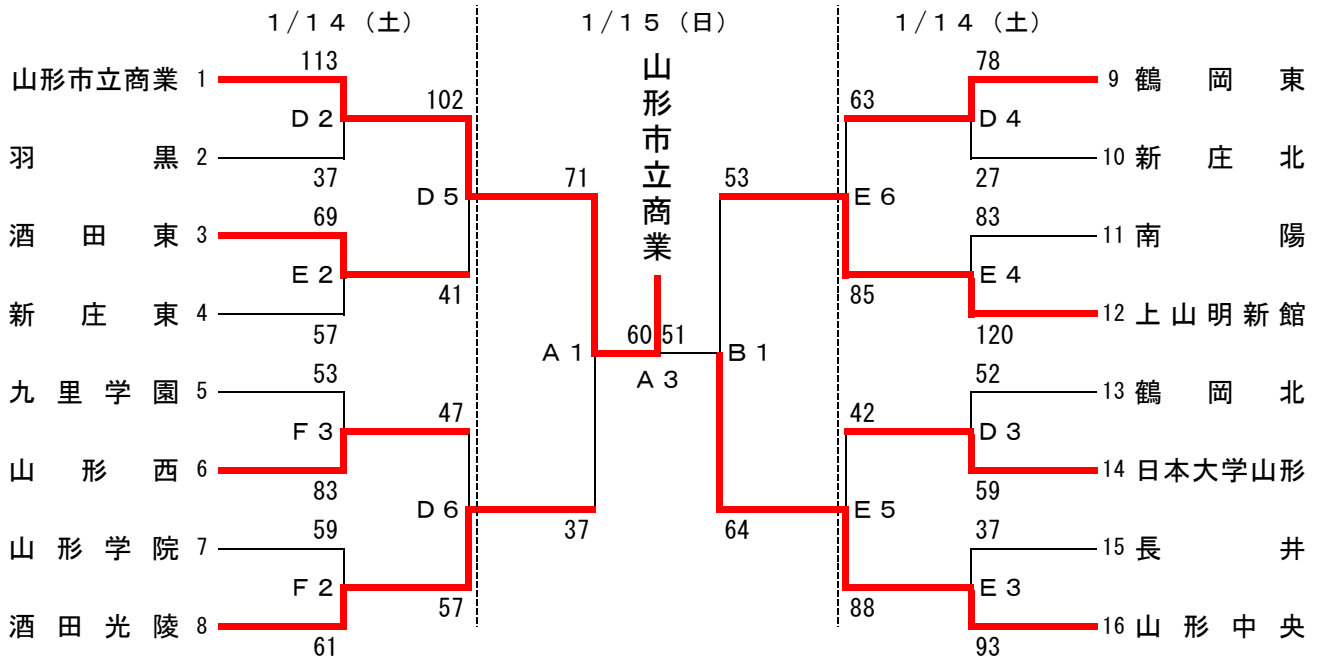 1/14（土） 1/15（日） 1/14（土）
山形市立商業
113 78
山形市立商業 1 9 鶴岡東
102 63
D2 D4
羽黒 2 10 新庄北
37 27
71 53
D5 E6
69 83
酒田東 3 11 南陽
E2 E4
41 85
新庄東 4 12 上山明新館
57 120
60 51
A1 B1
A3
53 52
九里学園 5 13 鶴岡北
47 42
F3 D3
山形西 6 14 日本大学山形
83 59
D6 E5
59 37 64 37
山形学院 7 15 長井
F2 E3
57 88
酒田光陵 8 16 山形中央
61 93